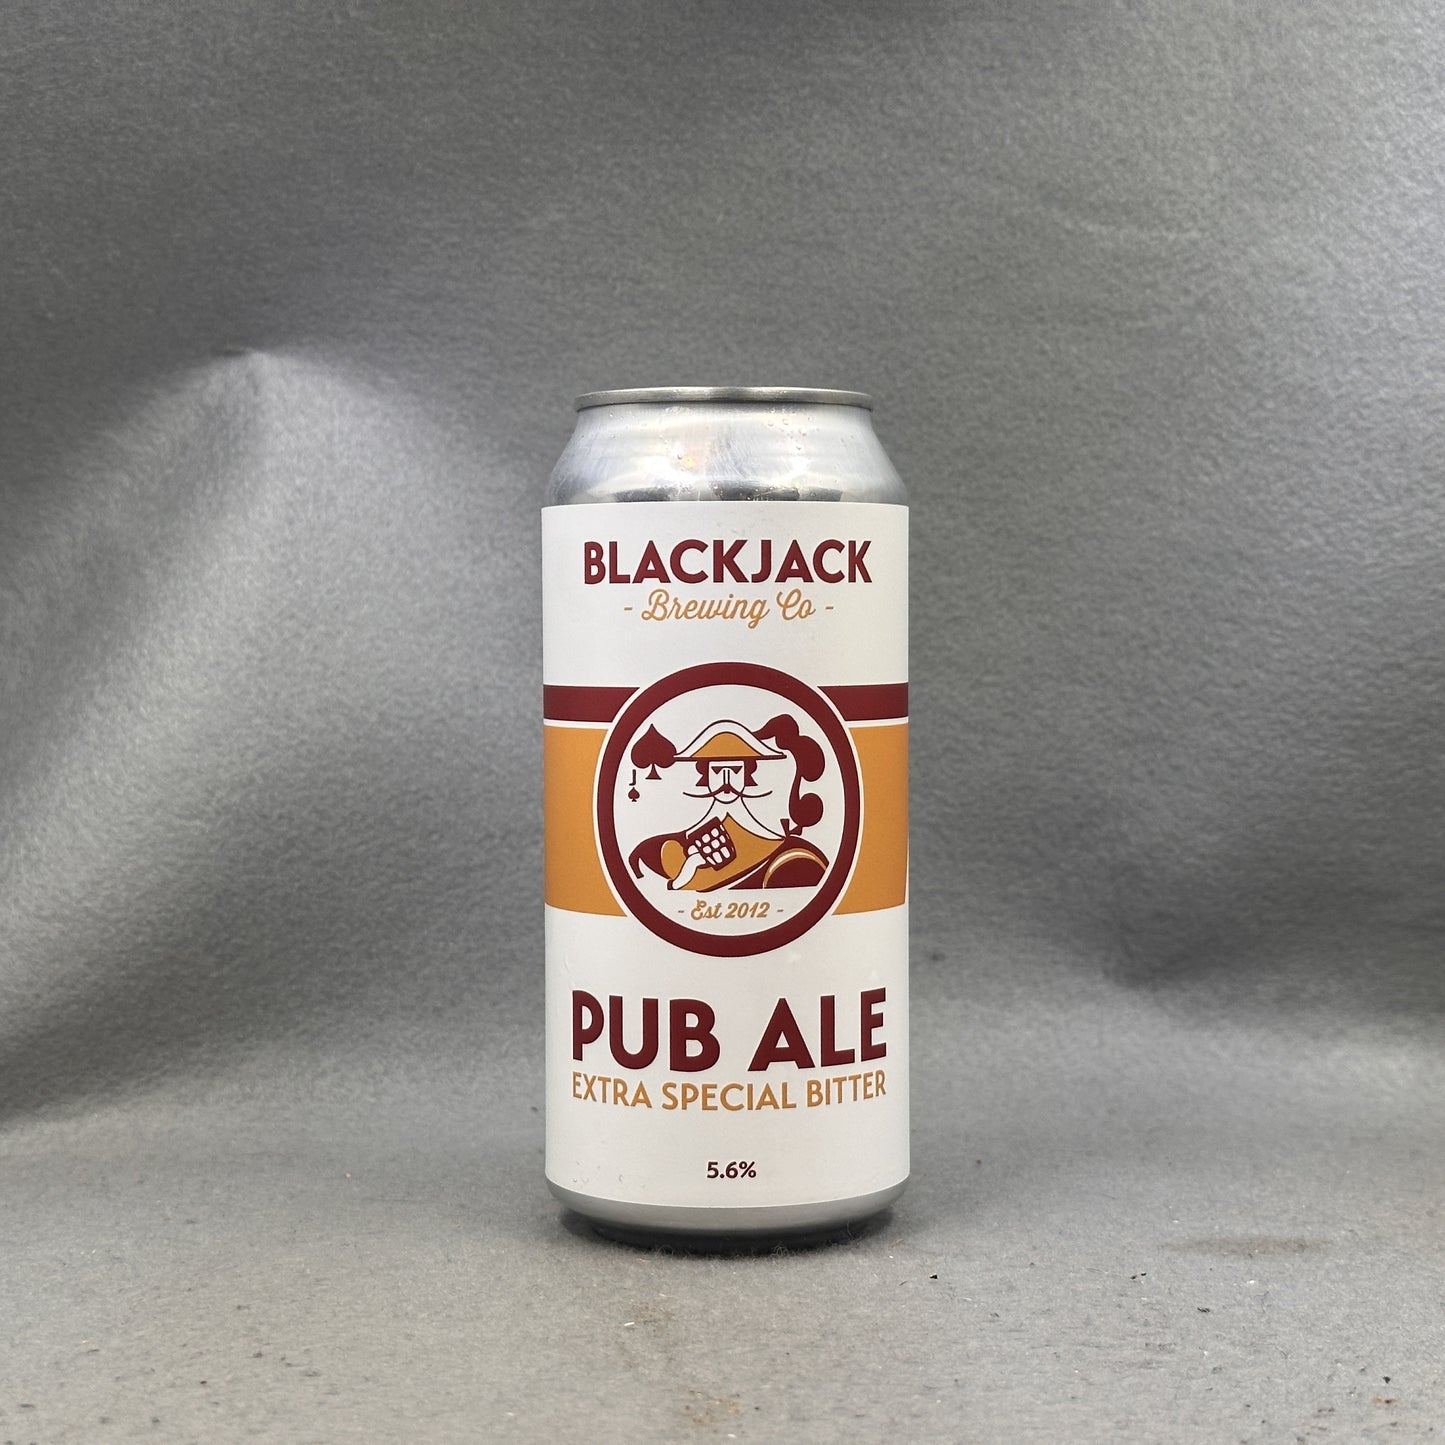 BLACKJACK
- Brewing Co -
J
- Est 2012 -
PUB ALE
EXTRA SPECIAL BITTER
5.6%